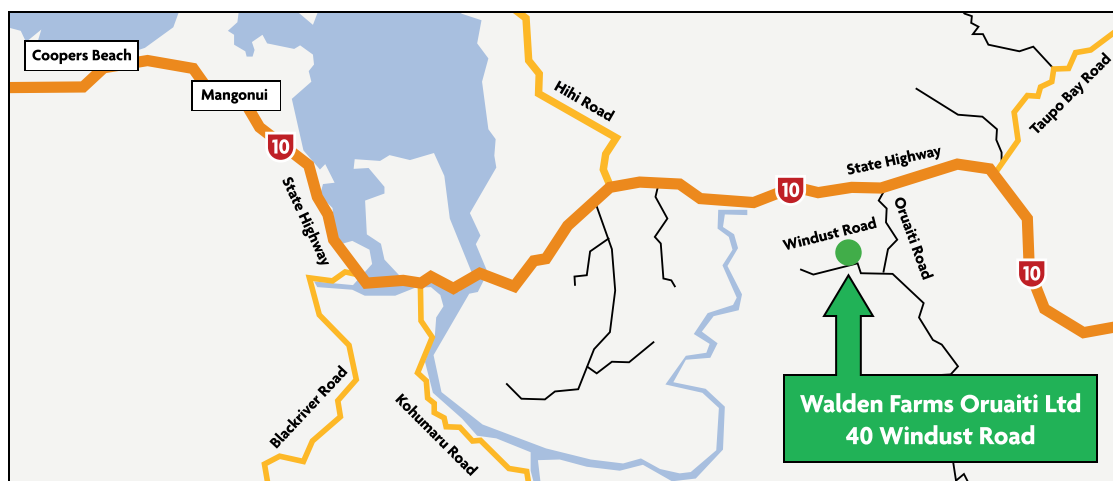 Coopers Beach
Mangonui
10
State Highway
Hihi Road
10
State Highway
Taupo Bay Road
Windust Road
Oruaiti Road
10
Blackriver Road
Kohumaru Road
Walden Farms Oruaiti Ltd
40 Windust Road